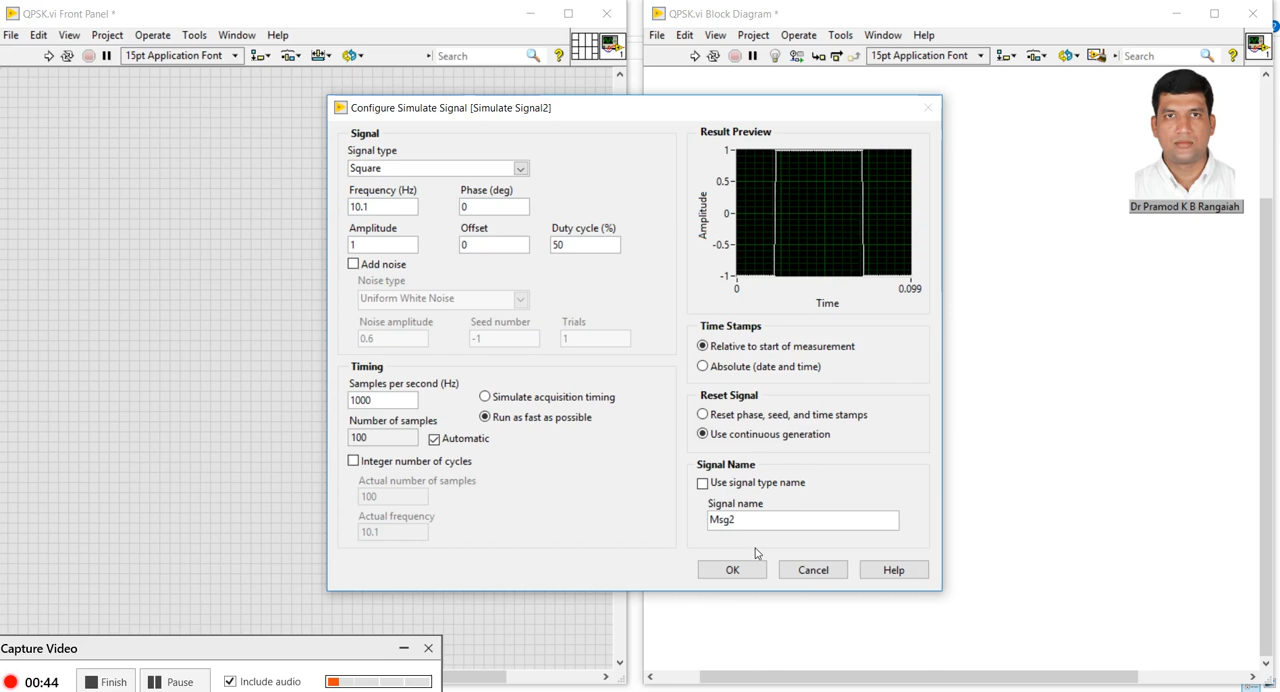 QPSK.vi Front Panel *
File Edit View Project Operate Tools Window Help
15pt Application Font
Search
QPSK.vi Block Diagram *
File Edit View Project Operate Tools Window Help
15pt Application Font
Search
Dr Pramod K B Rangaiah
Configure Simulate Signal [Simulate Signal2]
Signal
Signal type
Square
Frequency (Hz) Phase (deg)
10.1 0
Amplitude Offset Duty cycle (%)
1 0 50
Add noise
Noise type
Uniform White Noise
Noise amplitude Seed number Trials
0.6 -1 1
Timing
Samples per second (Hz)
1000
Simulate acquisition timing
Run as fast as possible
Number of samples
100 Automatic
Integer number of cycles
Actual number of samples
100
Actual frequency
10.1
Result Preview
1
0.5
0
-0.5
-1
Amplitude
0 0.099
Time
Time Stamps
Relative to start of measurement
Absolute (date and time)
Reset Signal
Reset phase, seed, and time stamps
Use continuous generation
Signal Name
Use signal type name
Signal name
Msg2
OK Cancel Help
Capture Video
00:44 Finish Pause Include audio